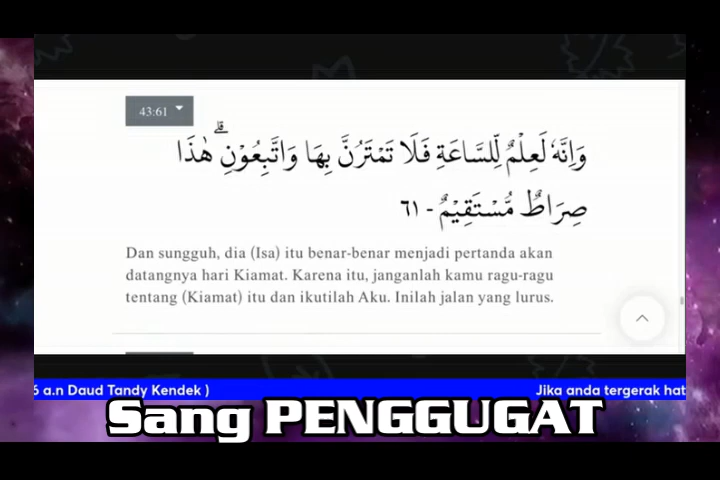 43:61
وَاِنَّهٗ لَعِلْمٌ لِّلسَّاعَةِ فَلَا تَمْتَرُنَّ بِهَا وَاتَّبِعُوْنِۗ هٰذَا
صِرَاطٌ مُّسْتَقِيْمٌ - ٦١
Dan sungguh, dia (Isa) itu benar-benar menjadi pertanda akan
datangnya hari Kiamat. Karena itu, janganlah kamu ragu-ragu
tentang (Kiamat) itu dan ikutilah Aku. Inilah jalan yang lurus.
6 a.n Daud Tandy Kendek ) Jika anda tergerak hat
Sang PENGGUGAT